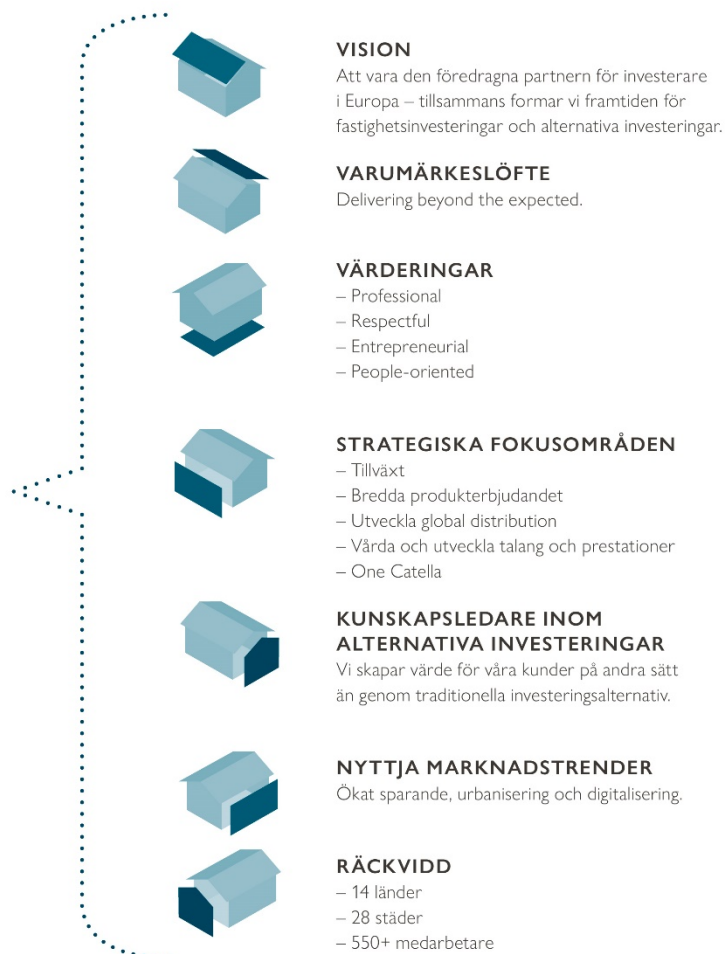 VISION
Att vara den föredragna partnern för investerare
i Europa – tillsammans formar vi framtiden för
fastighetsinvesteringar och alternativa investeringar.
VARUMÄRKESLÖFTE
Delivering beyond the expected.
VÄRDERINGAR
– Professional
– Respectful
– Entrepreneurial
– People-oriented
STRATEGISKA FOKUSOMRÅDEN
– Tillväxt
– Bredda produkterbjudandet
– Utveckla global distribution
– Vårda och utveckla talang och prestationer
– One Catella
KUNSKAPSLEDARE INOM
ALTERNATIVA INVESTERINGAR
Vi skapar värde för våra kunder på andra sätt
än genom traditionella investeringsalternativ.
NYTTJA MARKNADSTRENDER
Ökat sparande, urbanisering och digitalisering.
RÄCKVIDD
– 14 länder
– 28 städer
– 550+ medarbetare